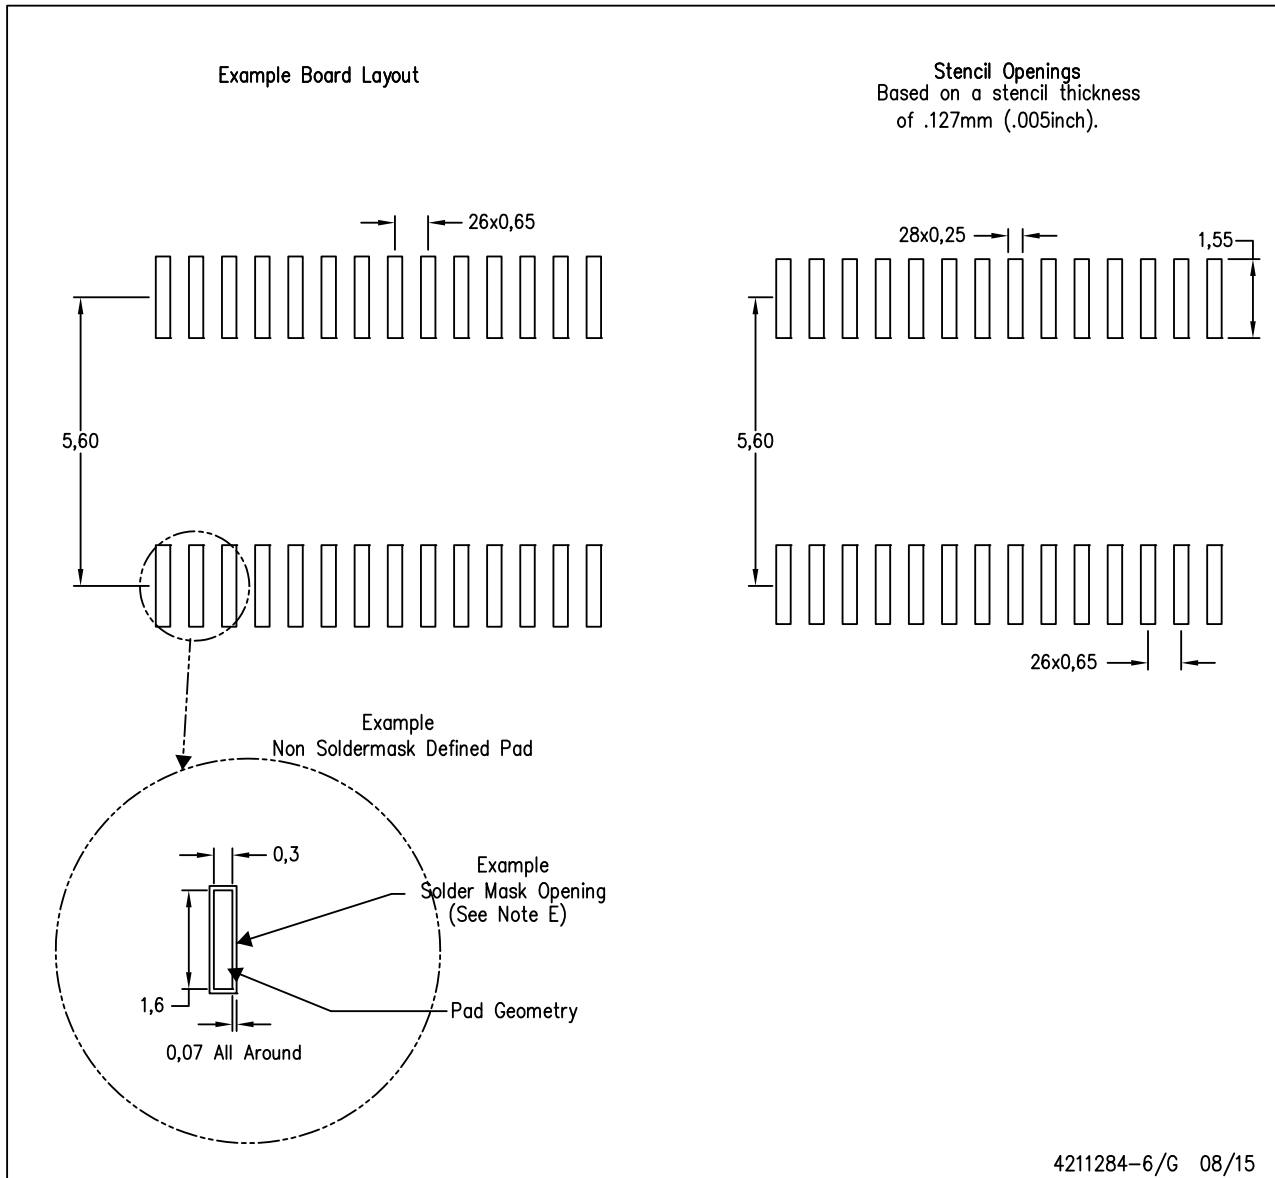 Example Board Layout
Stencil Openings
Based on a stencil thickness
of .127mm (.005inch).
26x0,65
5,60
28x0,25
1,55
5,60
26x0,65
Example
Non Soldermask Defined Pad
0,3
Example
Solder Mask Opening
(See Note E)
1,6
Pad Geometry
0,07 All Around
4211284-6/G 08/15